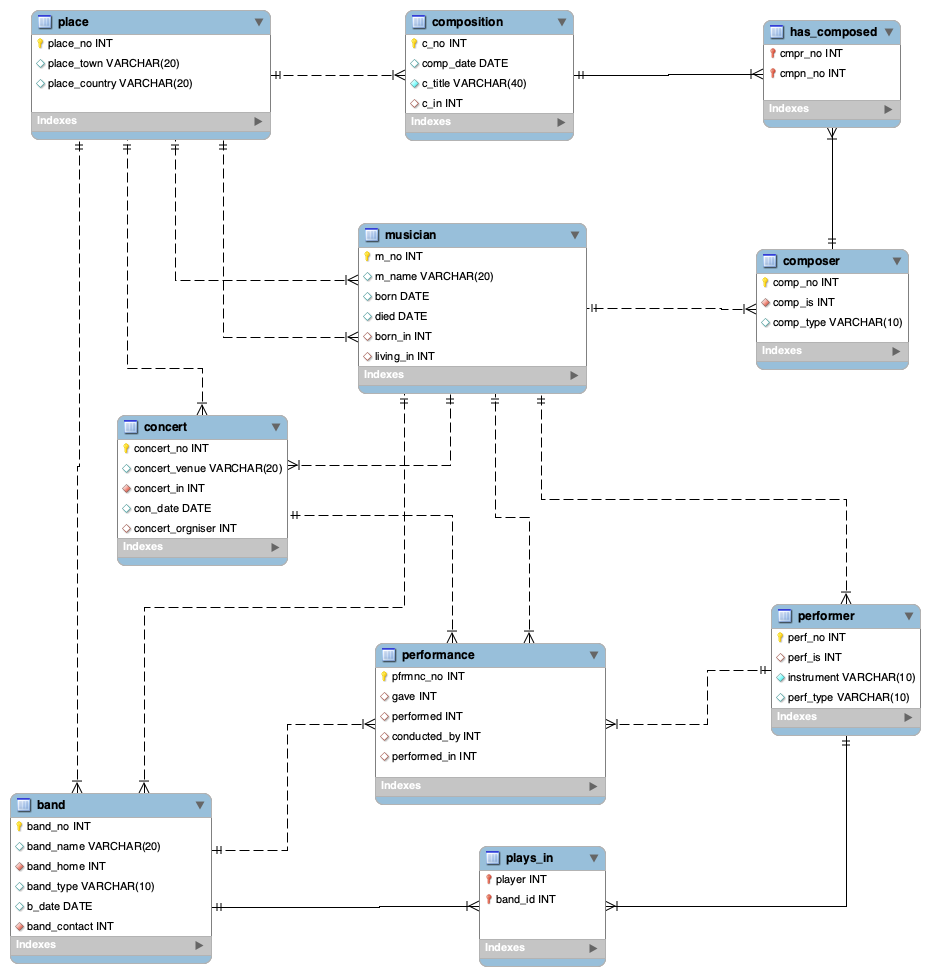 place
place_no INT
place_town VARCHAR(20)
place_country VARCHAR(20)
Indexes
composition
c_no INT
comp_date DATE
c_title VARCHAR(40)
c_in INT
Indexes
has_composed
cmpr_no INT
cmpn_no INT
Indexes
musician
m_no INT
m_name VARCHAR(20)
born DATE
died DATE
born_in INT
living_in INT
Indexes
composer
comp_no INT
comp_is INT
comp_type VARCHAR(10)
Indexes
concert
concert_no INT
concert_venue VARCHAR(20)
concert_in INT
con_date DATE
concert_orgniser INT
Indexes
performance
pfrmnc_no INT
gave INT
performed INT
conducted_by INT
performed_in INT
Indexes
performer
perf_no INT
perf_is INT
instrument VARCHAR(10)
perf_type VARCHAR(10)
Indexes
band
band_no INT
band_name VARCHAR(20)
band_home INT
band_type VARCHAR(10)
b_date DATE
band_contact INT
Indexes
plays_in
player INT
band_id INT
Indexes